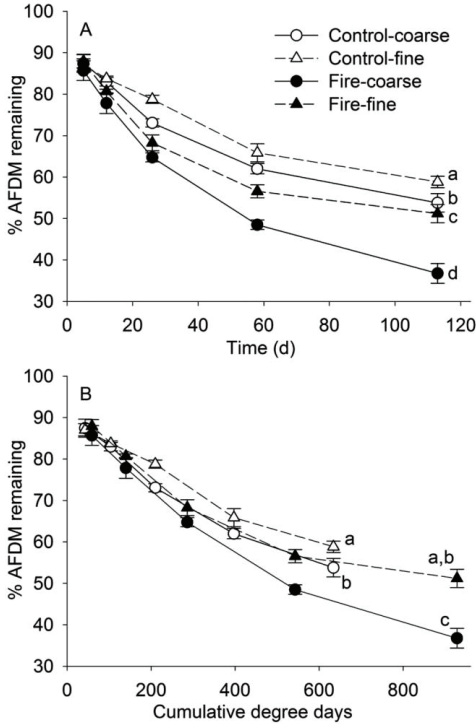 A
Control-coarse
Control-fine
Fire-coarse
Fire-fine
% AFDM remaining
100
90
80
70
60
50
40
30
a
b
c
d
0 20 40 60 80 100 120
Time (d)
B
% AFDM remaining
100
90
80
70
60
50
40
30
a
b
a,b
c
0 200 400 600 800
Cumulative degree days